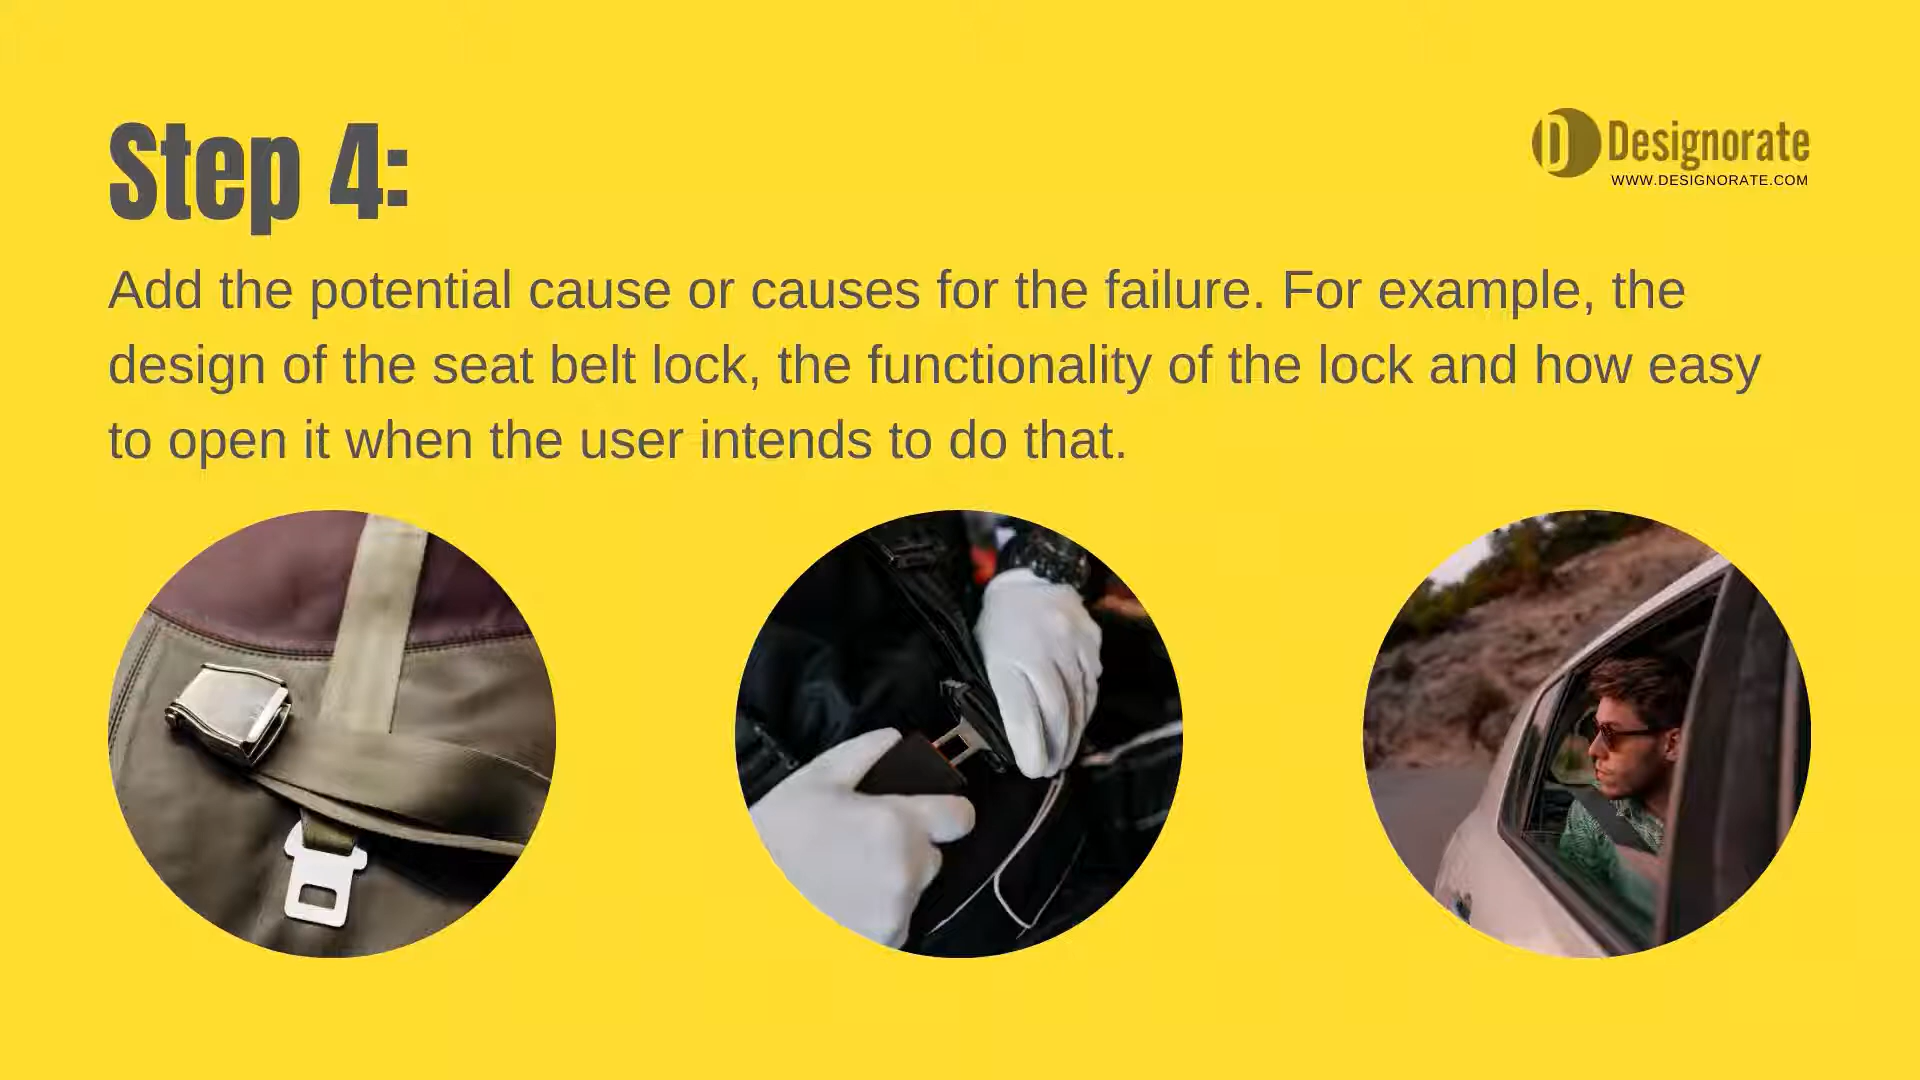 Step 4:
Designorate
WWW.DESIGNORATE.COM
Add the potential cause or causes for the failure. For example, the
design of the seat belt lock, the functionality of the lock and how easy
to open it when the user intends to do that.